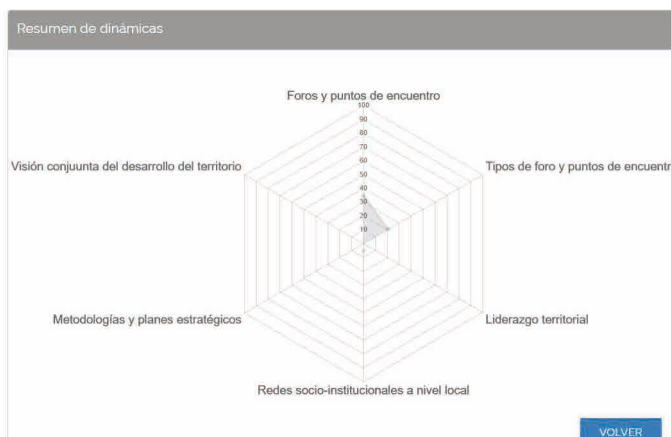 Resumen de dinámicas
Foros y puntos de encuentro
100
90
80
70
60
50
40
30
20
10
Visión conjuunta del desarrollo del territorio
Tipos de foro y puntos de encuentr
Metodologías y planes estratégicos
Liderazgo territorial
Redes socio-institucionales a nivel local
VOLVER